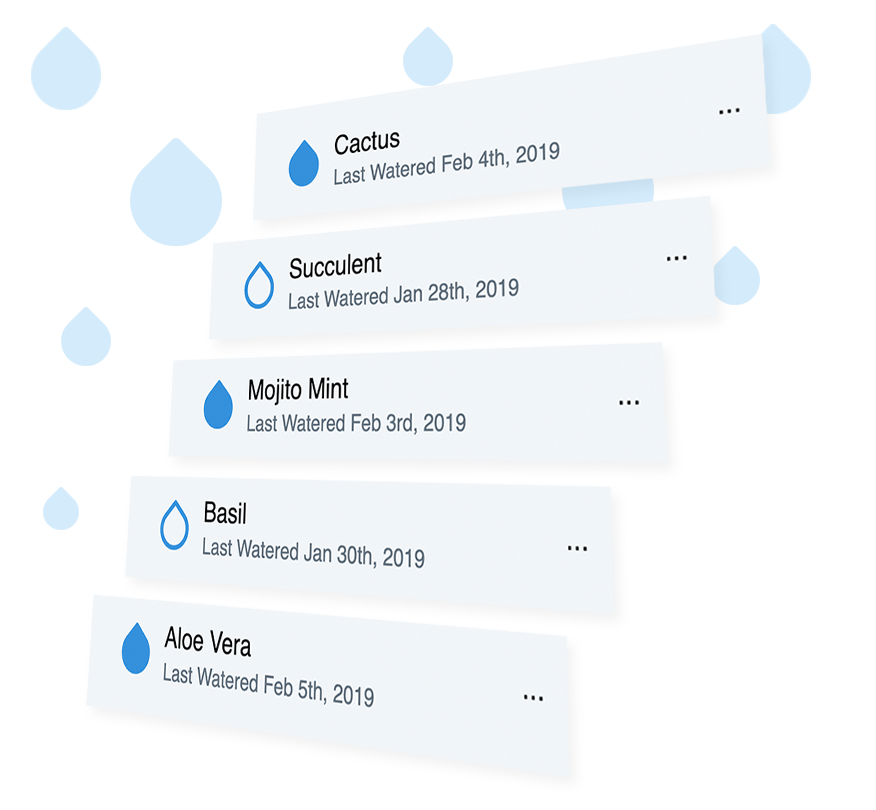 Cactus
Last Watered Feb 4th, 2019
...
Succulent
Last Watered Jan 28th, 2019
...
Mojito Mint
Last Watered Feb 3rd, 2019
...
Basil
Last Watered Jan 30th, 2019
...
Aloe Vera
Last Watered Feb 5th, 2019
...